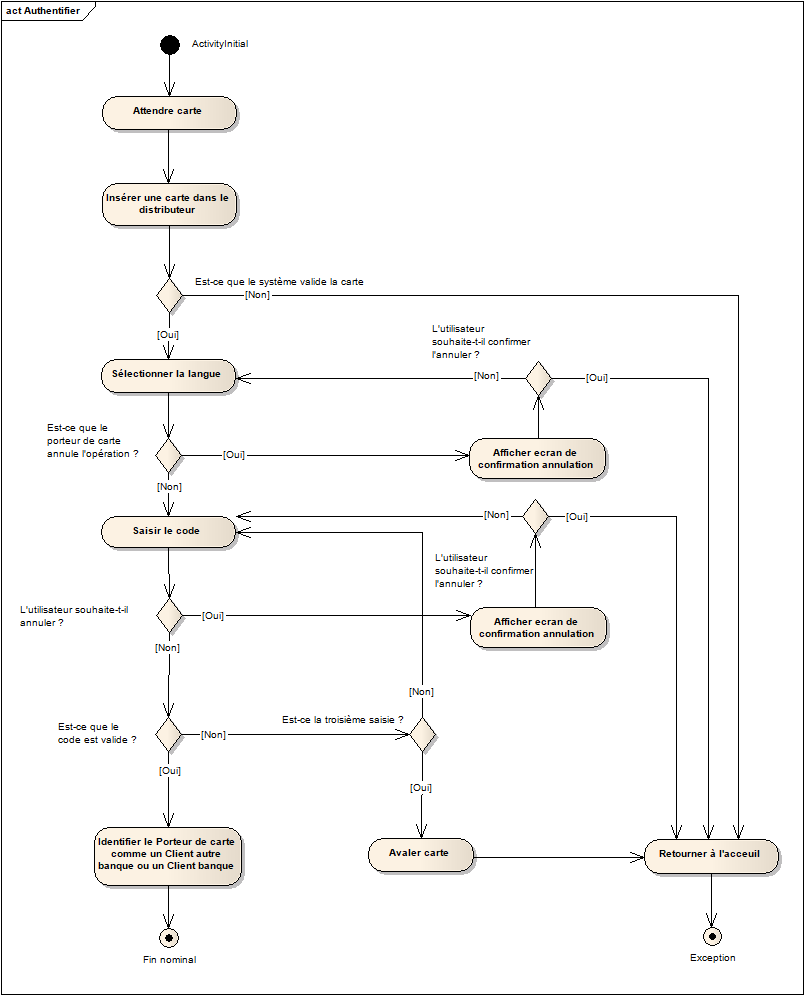 act Authentifier
ActivityInitial
Attendre carte
Insérer une carte dans le
distributeur
Est-ce que le système valide la carte
[Non]
[Oui]
L'utilisateur
souhaite-t-il confirmer
l'annuler ?
Sélectionner la langue
[Non]
[Oui]
Est-ce que le
porteur de carte
annule l'opération ?
[Oui]
Afficher ecran de
confirmation annulation
[Non]
Saisir le code
[Non]
[Oui]
L'utilisateur
souhaite-t-il confirmer
l'annuler ?
L'utilisateur souhaite-t-il
annuler ?
[Oui]
Afficher ecran de
confirmation annulation
[Non]
[Non]
Est-ce que le
code est valide ?
[Non]
Est-ce la troisième saisie ?
[Oui]
[Oui]
Identifier le Porteur de carte
comme un Client autre
banque ou un Client banque
Avaler carte
Retourner à l'acceuil
Fin nominal
Exception